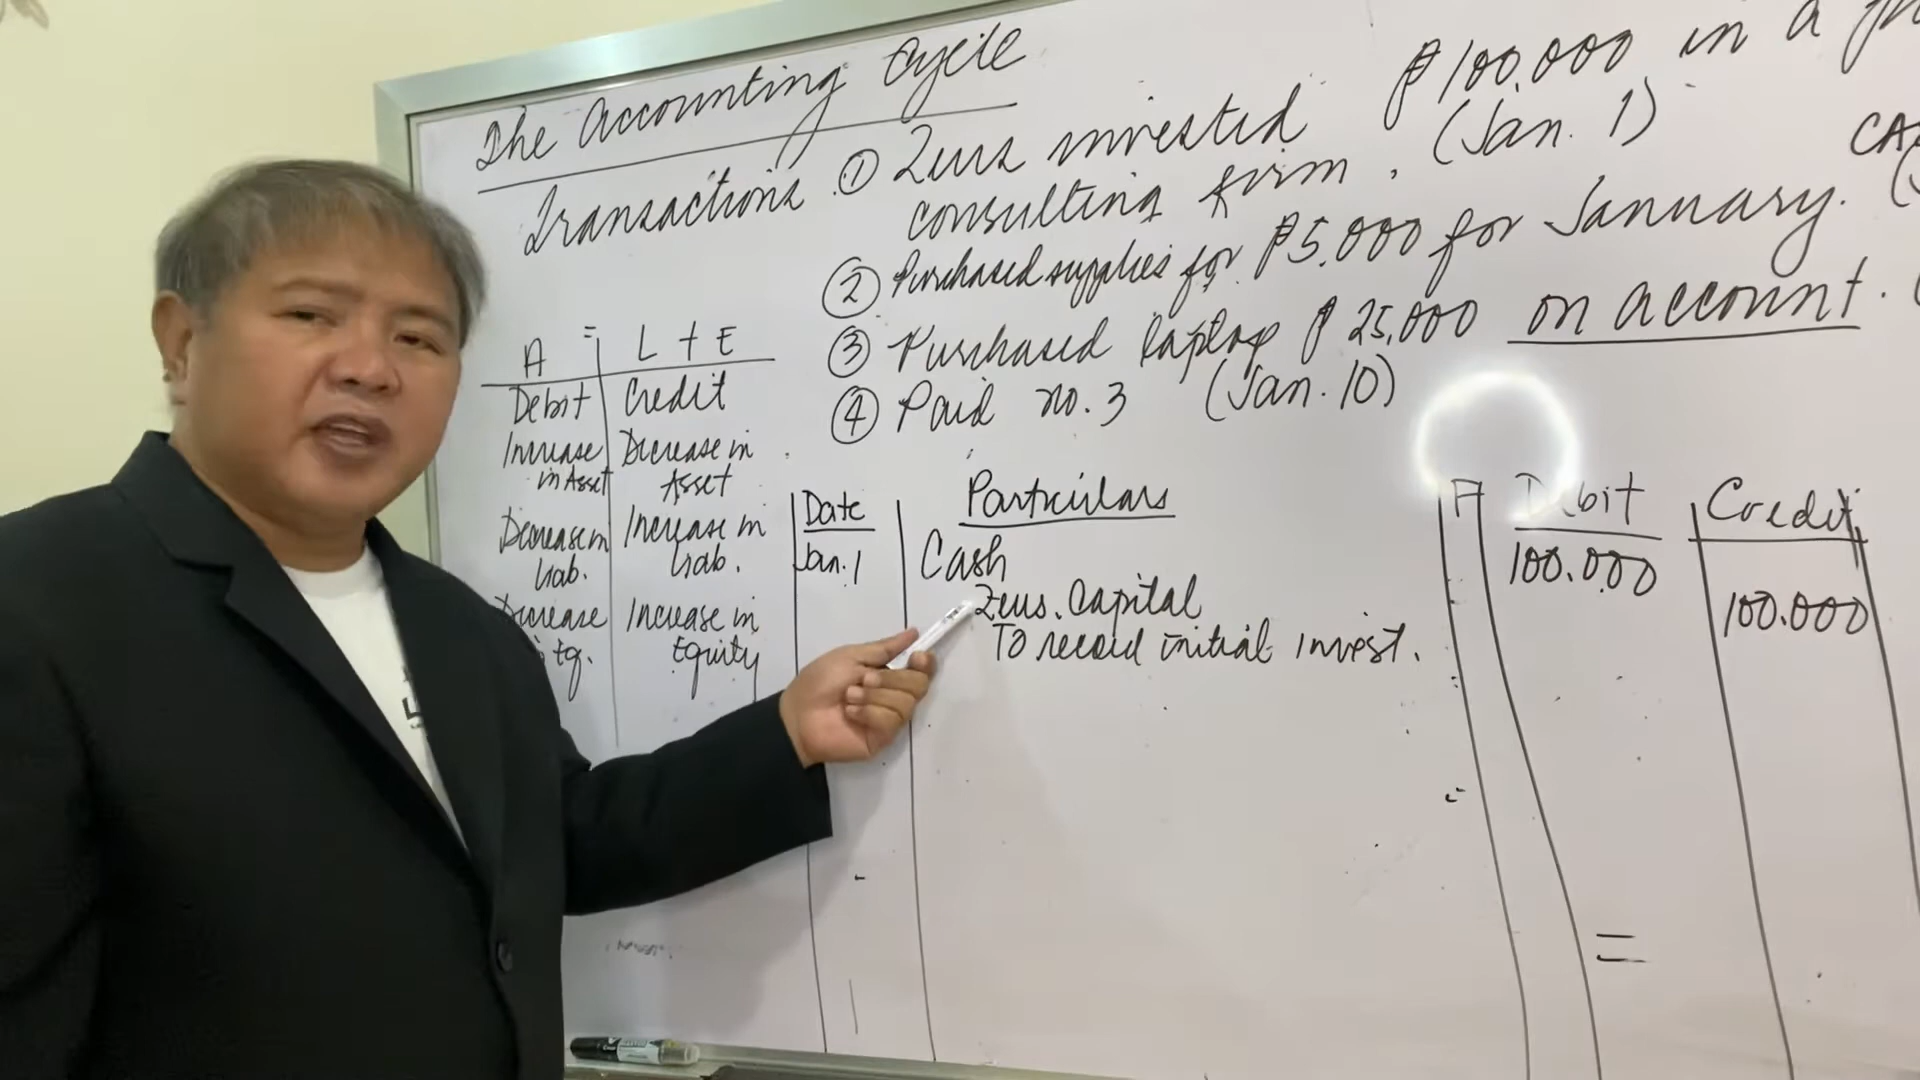 The Accounting Cycle
Transactions ① Zeus invested ₱100,000 in a
consulting firm. (Jan. 1)
② Purchased supplies for ₱5,000 for January.
③ Purchased laptop ₱25,000 on account.
④ Paid no. 3 (Jan. 10)
A = L + E
Debit Credit
Increase in Asset Decrease in Asset
Decrease in Liab. Increase in Liab.
Decrease Eq. Increase in Equity
Date Particulars Debit Credit
Jan. 1 Cash 100.000
Zeus. Capital 100.000
To record initial invest.
=